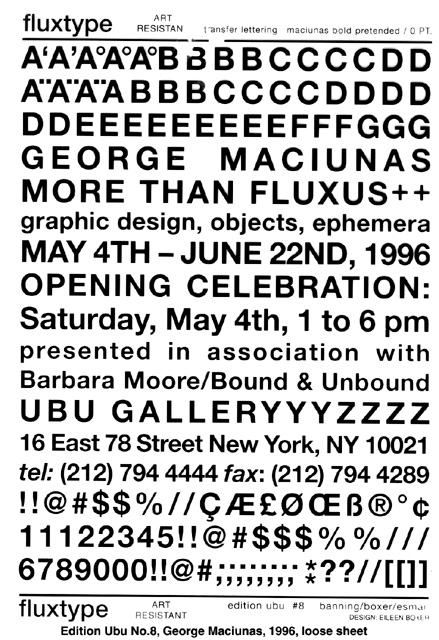 fluxtype
ART
RESISTAN
transfer lettering maciunas bold pretended / 0 PT.
A‘A’A°A°A°B B B B C C C C D D
ÄÄÄÄBBBCCCCDDDD
DDEEEEEEEEEEFFFGGG
GEORGE MACIUNAS
MORE THAN FLUXUS++
graphic design, objects, ephemera
MAY 4TH – JUNE 22ND, 1996
OPENING CELEBRATION:
Saturday, May 4th, 1 to 6 pm
presented in association with
Barbara Moore/Bound & Unbound
UBU GALLERYYYZZZZ
16 East 78 Street New York, NY 10021
tel: (212) 794 4444 fax: (212) 794 4289
!!@#$$%//ÇÆ£ØŒß®°¢
11122345!!@#$$$%%///
6789000!!@#;;;;;;;; *??//[[]]
fluxtype
ART
RESISTAN
edition ubu #8 banning/boxer/esmar
DESIGN: EILEEN BOXER
Edition Ubu No.8, George Maciunas, 1996, loose sheet